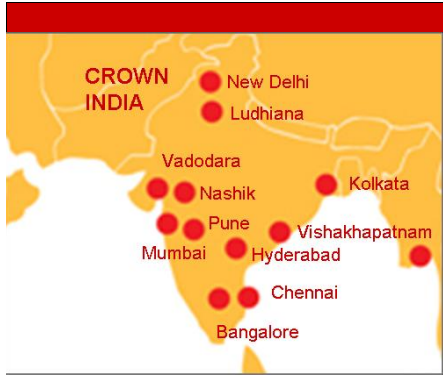 CROWN
INDIA
New Delhi
Ludhiana
Vadodara
Nashik
Kolkata
Pune
Vishakhapatnam
Mumbai
Hyderabad
Chennai
Bangalore